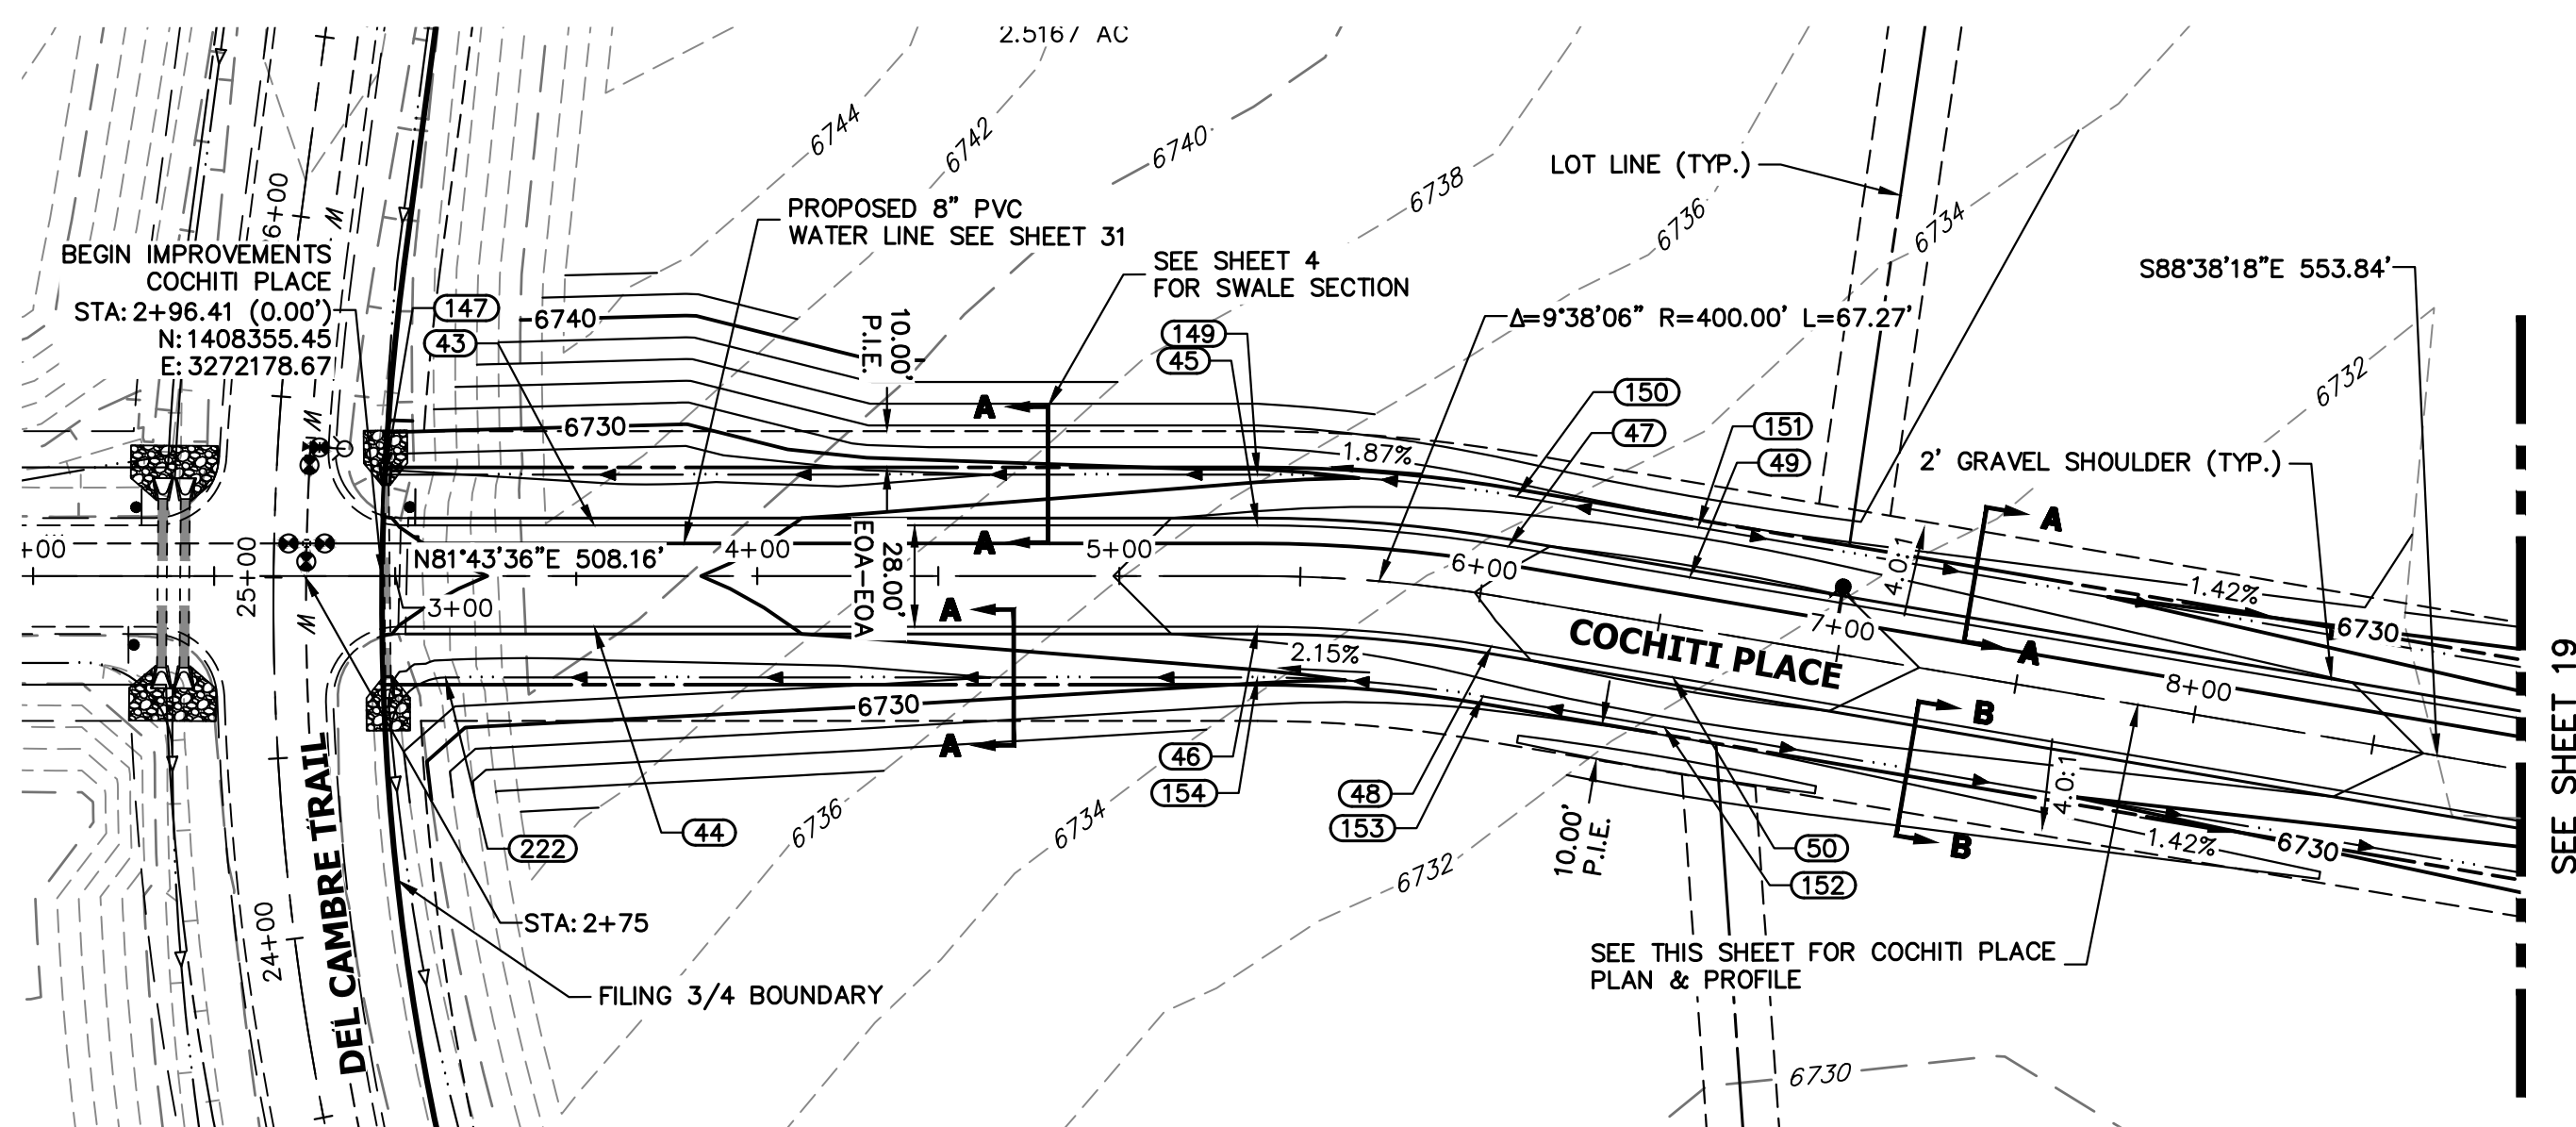 2.5167 AC
6744
6742
6740
6738
6736
6734
6732
LOT LINE (TYP.)
PROPOSED 8" PVC
WATER LINE SEE SHEET 31
SEE SHEET 4
FOR SWALE SECTION
S88°38'18"E 553.84'
6+00
W
BEGIN IMPROVEMENTS
COCHITI PLACE
STA: 2+96.41 (0.00')
N: 1408355.45
E: 3272178.67
147
43
6740
10.00'
P.I.E.
149
45
Δ=9°38'06" R=400.00' L=67.27'
150
47
151
49
2' GRAVEL SHOULDER (TYP.)
W
6730
A
1.87%
A
+00
25+00
N81°43'36"E 508.16'
4+00
EOA-EOA
28.00'
A
5+00
6+00
4.0:1
1.42%
6730
3+00
W
A
7+00
A
COCHITI PLACE
2.15%
8+00
6730
A
B
SEE SHEET 19
46
154
48
153
10.00'
P.I.E.
4.0:1
B
1.42%
6730
222
44
6736
6734
6732
50
152
24+00
DEL CAMBRE TRAIL
STA: 2+75
FILING 3/4 BOUNDARY
SEE THIS SHEET FOR COCHITI PLACE
PLAN & PROFILE
6730